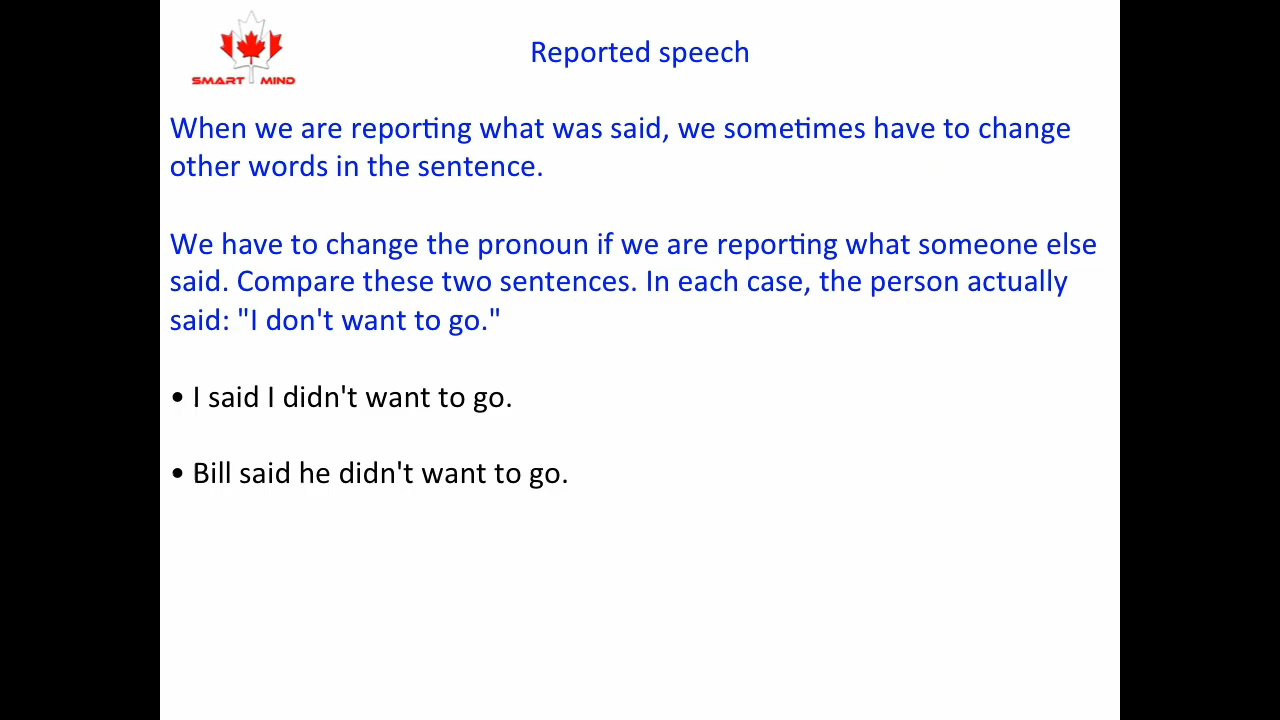 SMART MIND
Reported speech
When we are reporting what was said, we sometimes have to change
other words in the sentence.
We have to change the pronoun if we are reporting what someone else
said. Compare these two sentences. In each case, the person actually
said: "I don't want to go."
• I said I didn't want to go.
• Bill said he didn't want to go.